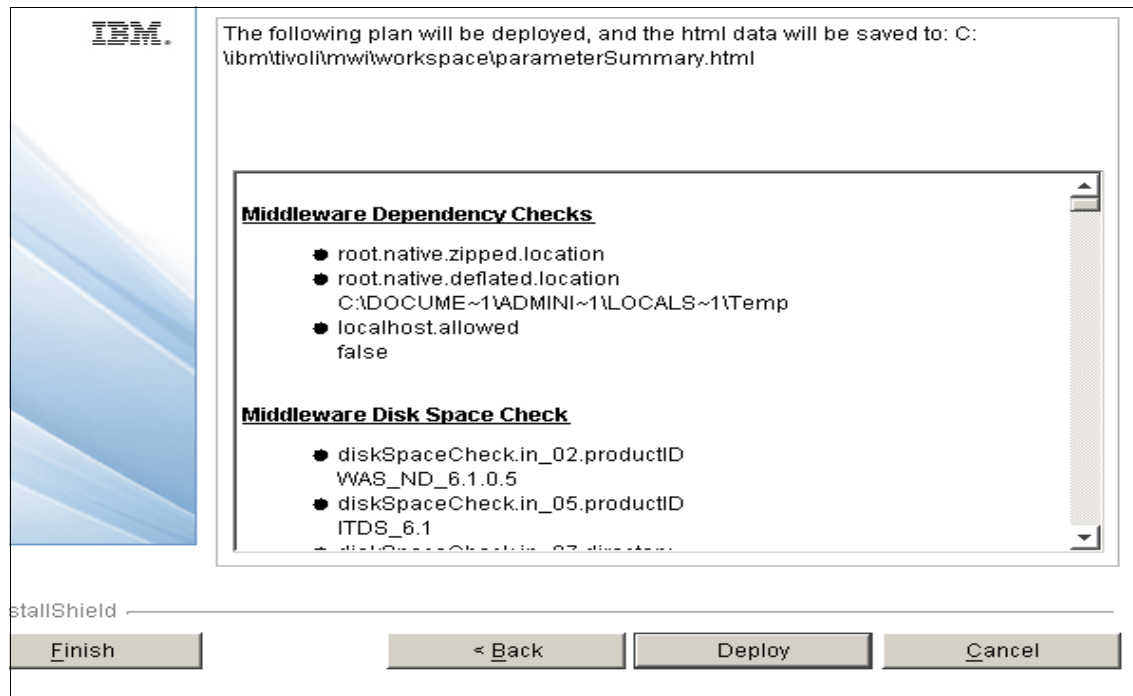 IBM.
The following plan will be deployed, and the html data will be saved to: C:
\ibm\tivoli\mwi\workspace\parameterSummary.html
Middleware Dependency Checks
root.native.zipped.location
root.native.deflated.location
C:\DOCUME~1\ADMINI~1\LOCALS~1\Temp
localhost.allowed
false
Middleware Disk Space Check
diskSpaceCheck.in_02.productID
WAS_ND_6.1.0.5
diskSpaceCheck.in_05.productID
ITDS_6.1
stallShield
Finish
< Back
Deploy
Cancel